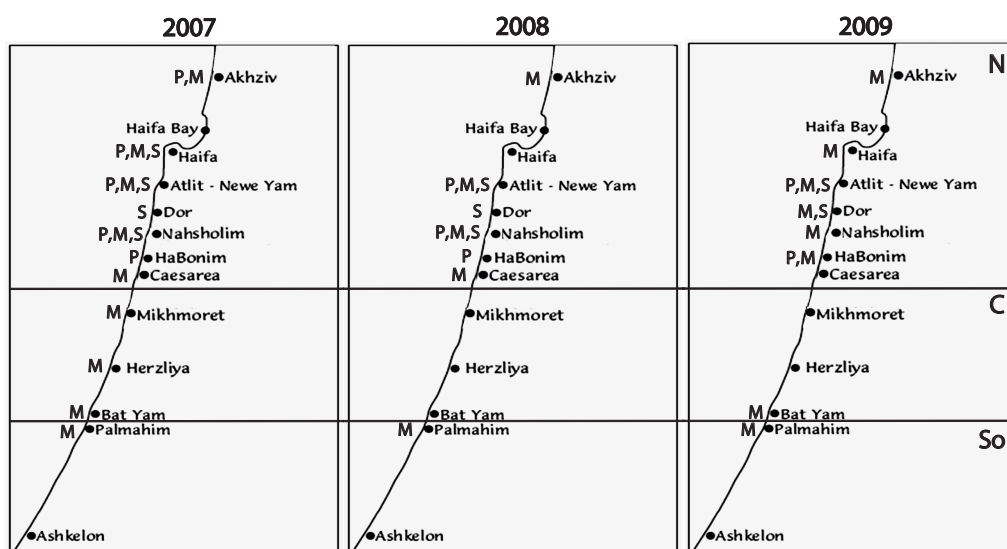 2007
P,M Akhziv
Haifa Bay
P,M,S Haifa
P,M,S Atlit - Newe Yam
S Dor
P,M,S Nahsholim
P HaBonim
M Caesarea
M Mikhmoret
M Herzliya
M Bat Yam
M Palmahim
Ashkelon
2008
M Akhziv
Haifa Bay
Haifa
P,M,S Atlit - Newe Yam
S Dor
P,M,S Nahsholim
P HaBonim
M Caesarea
Mikhmoret
Herzliya
Bat Yam
M Palmahim
Ashkelon
2009
N
M Akhziv
Haifa Bay
M Haifa
P,M,S Atlit - Newe Yam
M,S Dor
M Nahsholim
P,M HaBonim
Caesarea
C
Mikhmoret
Herzliya
M Bat Yam
M Palmahim
So
Ashkelon